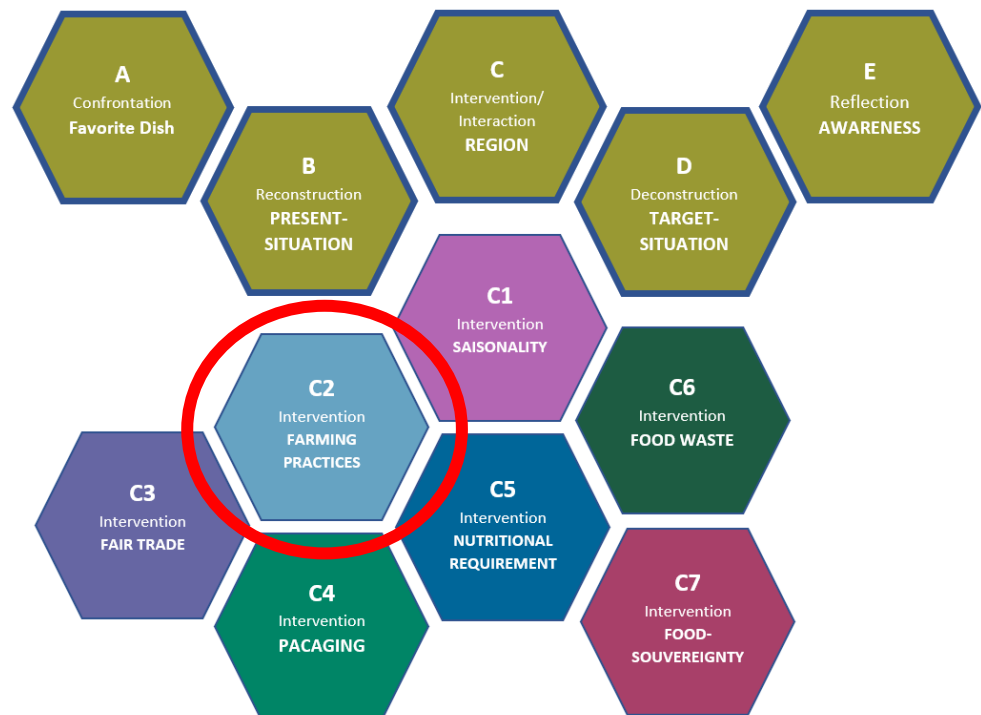 A
Confrontation
Favorite Dish
B
Reconstruction
PRESENT-
SITUATION
C
Intervention/
Interaction
REGION
D
Deconstruction
TARGET-
SITUATION
E
Reflection
AWARENESS
C1
Intervention
SAISONALITY
C2
Intervention
FARMING
PRACTICES
C3
Intervention
FAIR TRADE
C4
Intervention
PACAGING
C5
Intervention
NUTRITIONAL
REQUIREMENT
C6
Intervention
FOOD WASTE
C7
Intervention
FOOD-
SOUVEREIGNTY